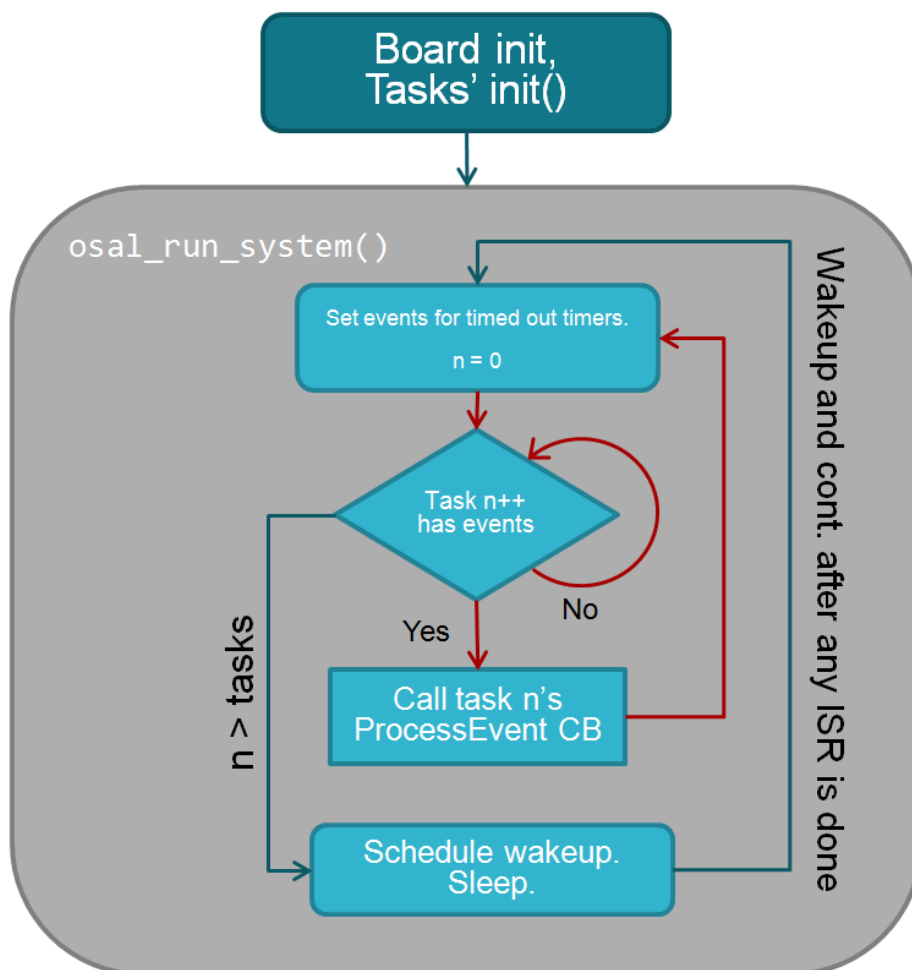 Board init,
Tasks’ init()
osal_run_system()
Set events for timed out timers.
n = 0
Task n++
has events
No
Yes
Call task n’s
ProcessEvent CB
n > tasks
Schedule wakeup.
Sleep.
Wakeup and cont. after any ISR is done